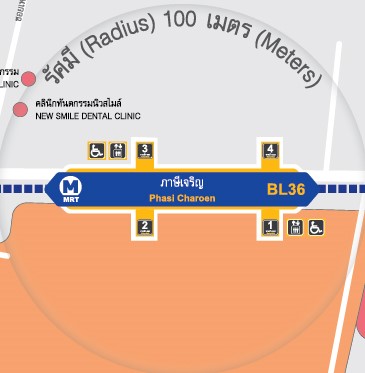 รัศมี (Radius) 100 เมตร (Meters)
กรรม
LINIC
คลินิกทันตกรรมนิวสไมล์
NEW SMILE DENTAL CLINIC
3
4
M
MRT
ภาษีเจริญ
Phasi Charoen
BL36
2
1